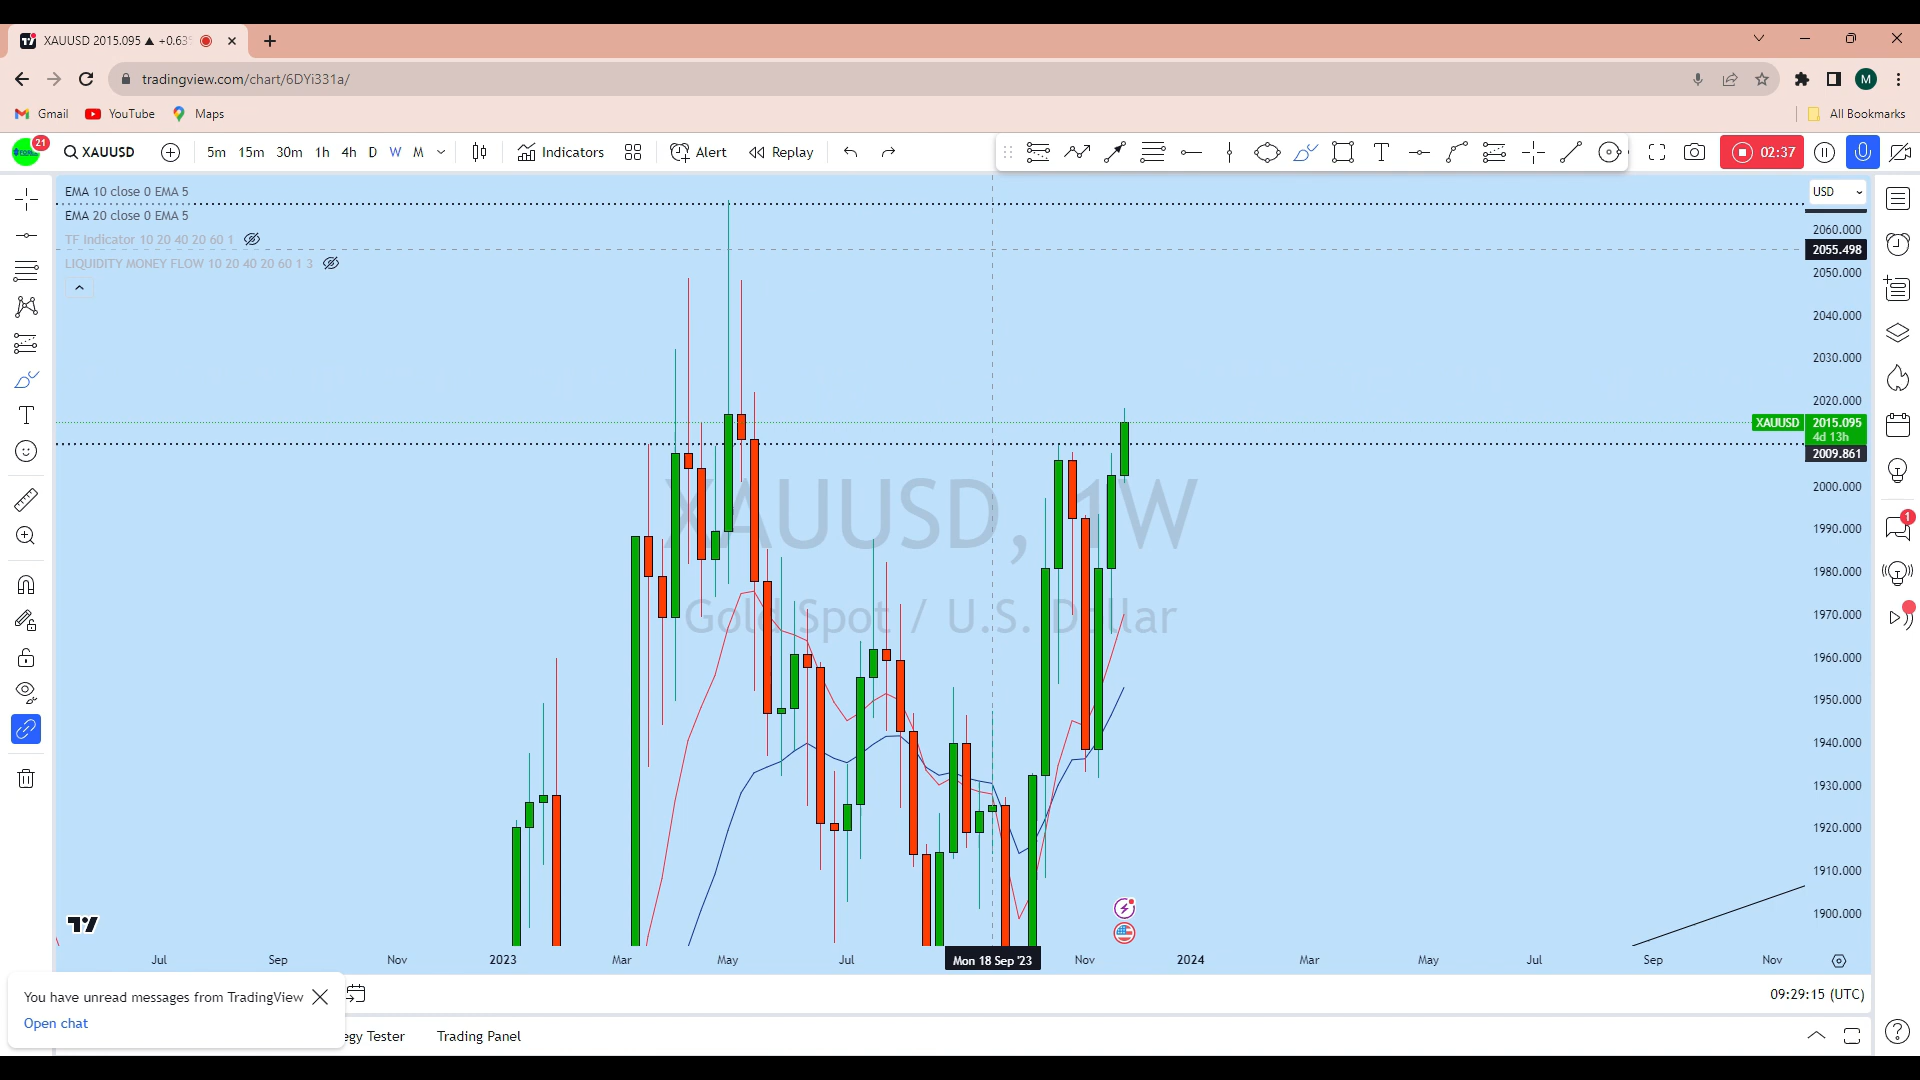 XAUUSD 2015.095 ▲ +0.63
tradingview.com/chart/6DYi331a/
M
Gmail YouTube Maps All Bookmarks
21 XAUUSD 5m 15m 30m 1h 4h D W M Indicators Alert Replay 02:37
EMA 10 close 0 EMA 5
EMA 20 close 0 EMA 5
TF Indicator 10 20 40 20 60 1
LIQUIDITY MONEY FLOW 10 20 40 20 60 1 3
USD
2060.000
2055.498
2050.000
2040.000
2030.000
2020.000
XAUUSD 2015.095
4d 13h
2009.861
2000.000
1990.000
1980.000
1970.000
1960.000
1950.000
1940.000
1930.000
1920.000
1910.000
1900.000
XAUUSD, 1W
Gold Spot / U.S. Dollar
1
Jul Sep Nov 2023 Mar May Jul Mon 18 Sep '23 Nov 2024 Mar May Jul Sep Nov
You have unread messages from TradingView
Open chat
09:29:15 (UTC)
egy Tester Trading Panel